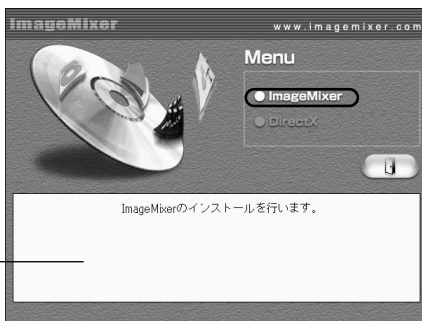 ImageMixer
www.imagemixer.com
Menu
ImageMixer
DirectX
ImageMixerのインストールを行います。